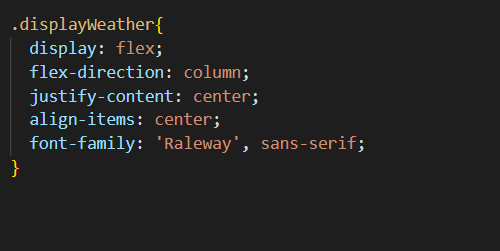 .displayWeather{
display: flex;
flex-direction: column;
justify-content: center;
align-items: center;
font-family: 'Raleway', sans-serif;
}